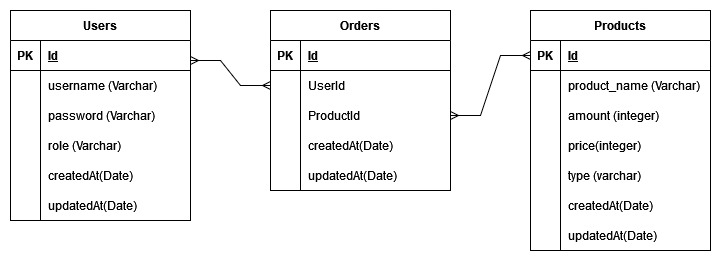 Users
PK Id
username (Varchar)
password (Varchar)
role (Varchar)
createdAt(Date)
updatedAt(Date)
Orders
PK Id
UserId
ProductId
createdAt(Date)
updatedAt(Date)
Products
PK Id
product_name (Varchar)
amount (integer)
price(integer)
type (varchar)
createdAt(Date)
updatedAt(Date)